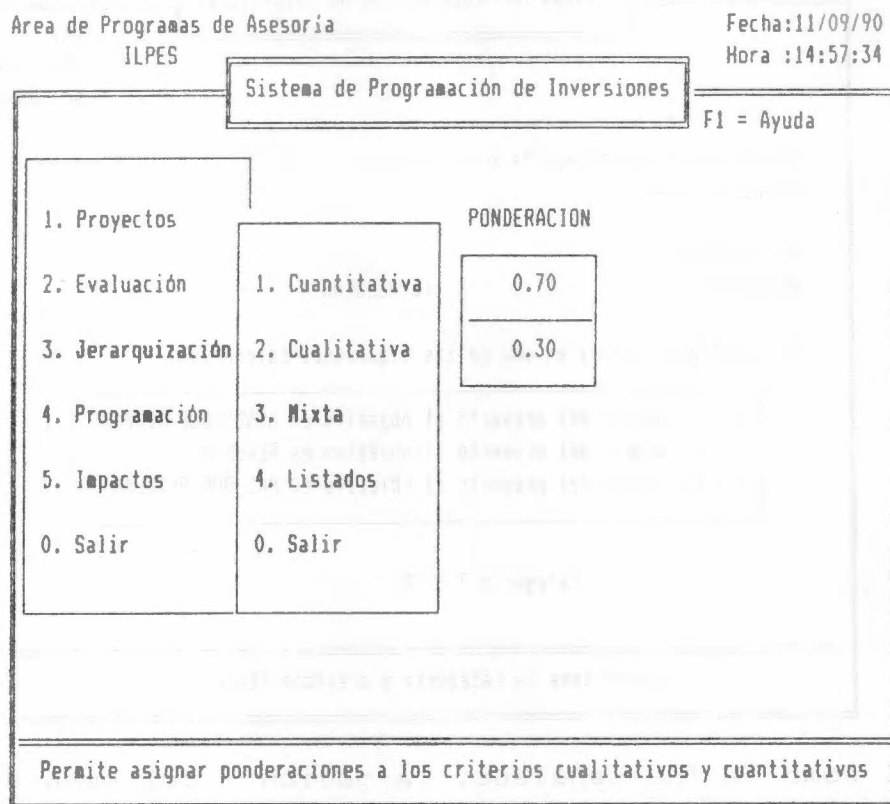 Area de Programas de Asesoría
ILPES
Fecha:11/09/90
Hora :14:57:34
Sistema de Programación de Inversiones
F1 = Ayuda
1. Proyectos
2. Evaluación
3. Jerarquización
4. Programación
5. Impactos
0. Salir
1. Cuantitativa
2. Cualitativa
3. Mixta
4. Listados
0. Salir
PONDERACION
0.70
0.30
Permite asignar ponderaciones a los criterios cualitativos y cuantitativos